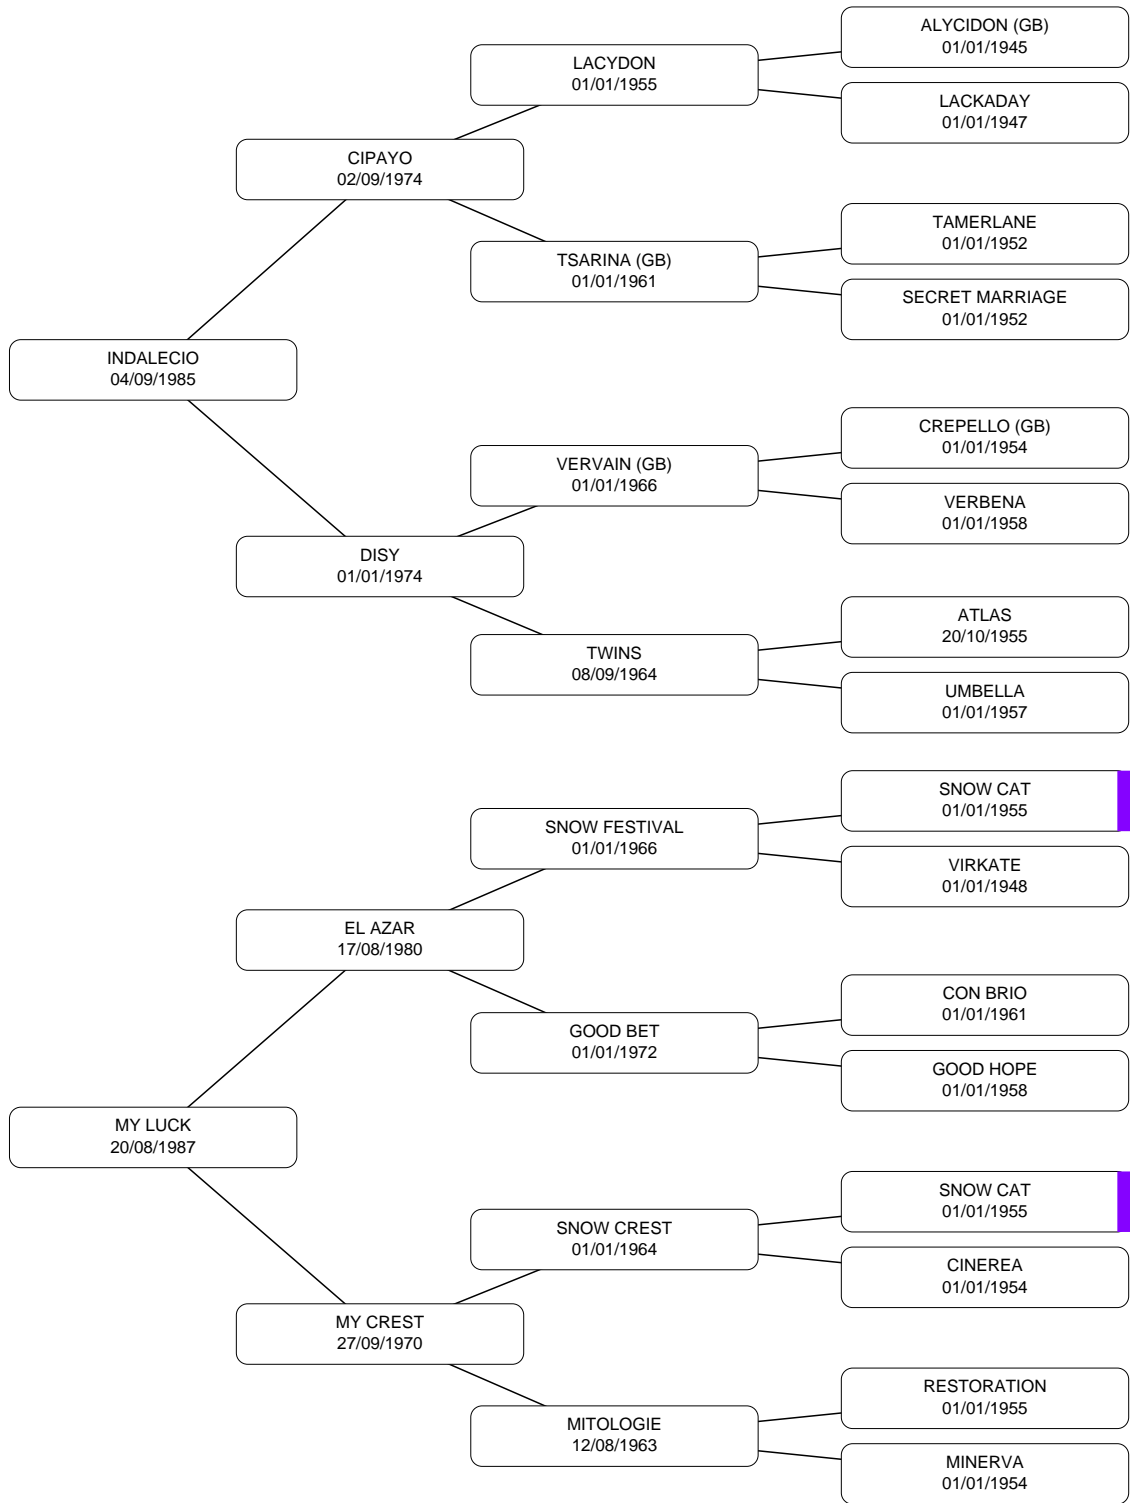 ALYCIDON (GB)
01/01/1945
LACYDON
01/01/1955
LACKADAY
01/01/1947
CIPAYO
02/09/1974
TAMERLANE
01/01/1952
TSARINA (GB)
01/01/1961
SECRET MARRIAGE
01/01/1952
INDALECIO
04/09/1985
CREPELLO (GB)
01/01/1954
VERVAIN (GB)
01/01/1966
VERBENA
01/01/1958
DISY
01/01/1974
ATLAS
20/10/1955
TWINS
08/09/1964
UMBELLA
01/01/1957
SNOW CAT
01/01/1955
SNOW FESTIVAL
01/01/1966
VIRKATE
01/01/1948
EL AZAR
17/08/1980
CON BRIO
01/01/1961
GOOD BET
01/01/1972
GOOD HOPE
01/01/1958
MY LUCK
20/08/1987
SNOW CAT
01/01/1955
SNOW CREST
01/01/1964
CINEREA
01/01/1954
MY CREST
27/09/1970
RESTORATION
01/01/1955
MITOLOGIE
12/08/1963
MINERVA
01/01/1954